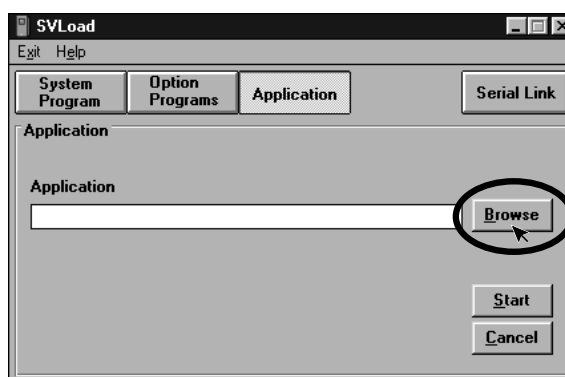 SVLoad
Exit Help
System Program
Option Programs
Application
Serial Link
Application
Application
Browse
Start
Cancel